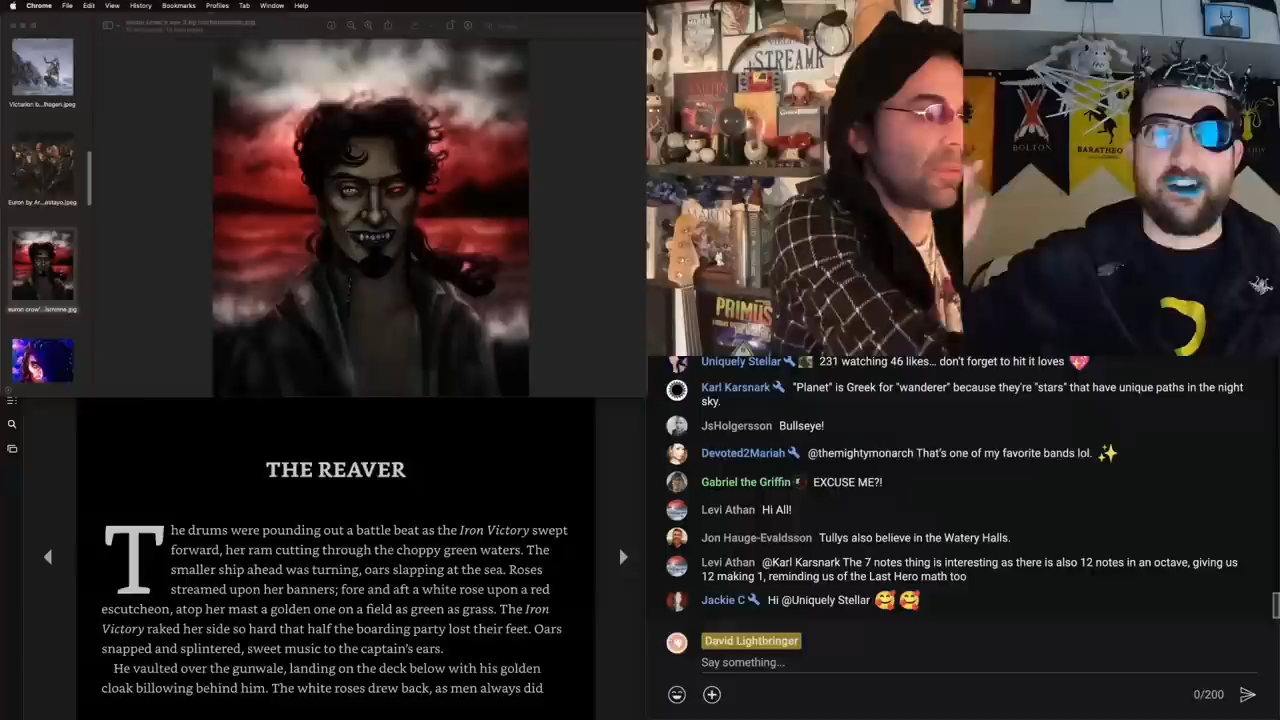 Chrome File Edit View History Bookmarks Profiles Tab Window Help
Victarion b...lhagen.jpeg
Euron by Ar...astayo.jpeg
STREAMR
MARTIN
PRIMUS
BOLTON
BARATHEO
THE REAVER
The drums were pounding out a battle beat as the Iron Victory swept
forward, her ram cutting through the choppy green waters. The
smaller ship ahead was turning, oars slapping at the sea. Roses
streamed upon her banners; fore and aft a white rose upon a red
escutcheon, atop her mast a golden one on a field as green as grass. The Iron
Victory raked her side so hard that half the boarding party lost their feet. Oars
snapped and splintered, sweet music to the captain's ears.
He vaulted over the gunwale, landing on the deck below with his golden
cloak billowing behind him. The white roses drew back, as men always did
Uniquely Stellar 231 watching 46 likes... don't forget to hit it loves
Karl Karsnark "Planet" is Greek for "wanderer" because they're "stars" that have unique paths in the night
sky.
JsHolgersson Bullseye!
Devoted2Mariah @themightymonarch That's one of my favorite bands lol.
Gabriel the Griffin EXCUSE ME?!
Levi Athan Hi All!
Jon Hauge-Evaldsson Tullys also believe in the Watery Halls.
Levi Athan @Karl Karsnark The 7 notes thing is interesting as there is also 12 notes in an octave, giving us
12 making 1, reminding us of the Last Hero math too
Jackie C Hi @Uniquely Stellar
David Lightbringer
Say something...
0/200